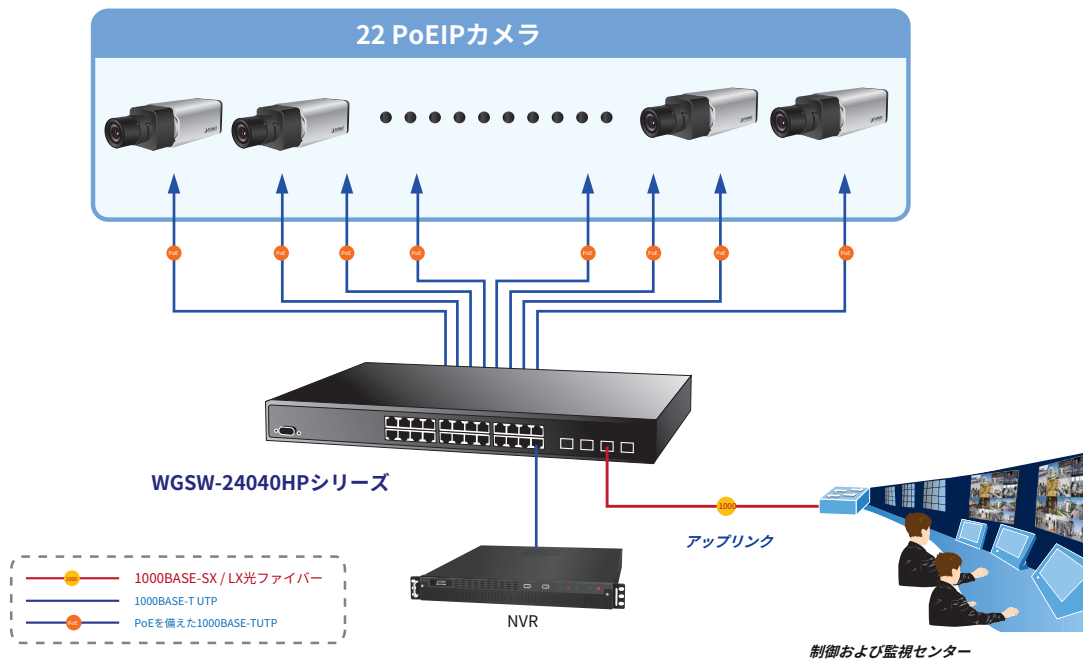 22 PoEIPカメラ
PoE PoE PoE PoE PoE PoE PoE PoE
WGSW-24040HPシリーズ
1000
アップリンク
1000 1000BASE-SX / LX光ファイバー
1000BASE-T UTP
PoE PoEを備えた1000BASE-TUTP
NVR
制御および監視センター